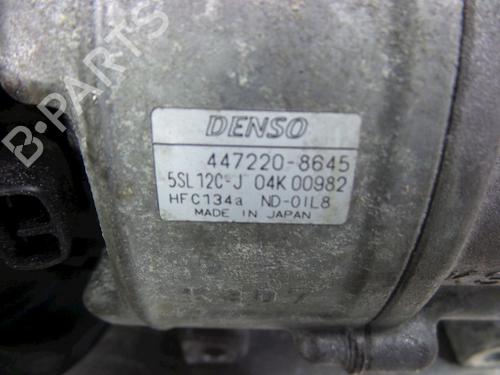 DENSO
447220-8645
5SL12C-J 04K00982
HFC134a ND-OIL8
MADE IN JAPAN
B-PARTS